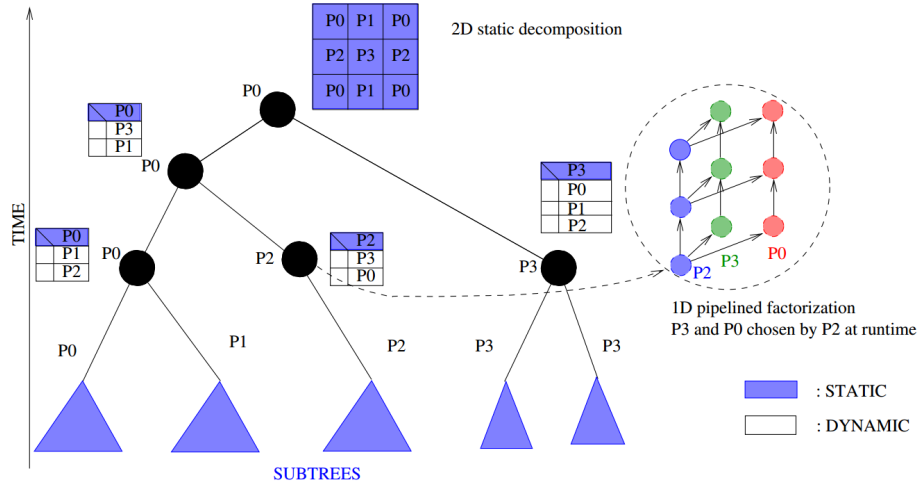 P0 P1 P0
P2 P3 P2
P0 P1 P0
2D static decomposition
P0
P0
P3
P1
P0
P3
P0
P1
P2
TIME
P0
P1
P2
P0
P2
P2
P3
P0
P3
P2
P3
P0
1D pipelined factorization
P3 and P0 chosen by P2 at runtime
P0
P1
P2
P3
P3
: STATIC
: DYNAMIC
SUBTREES